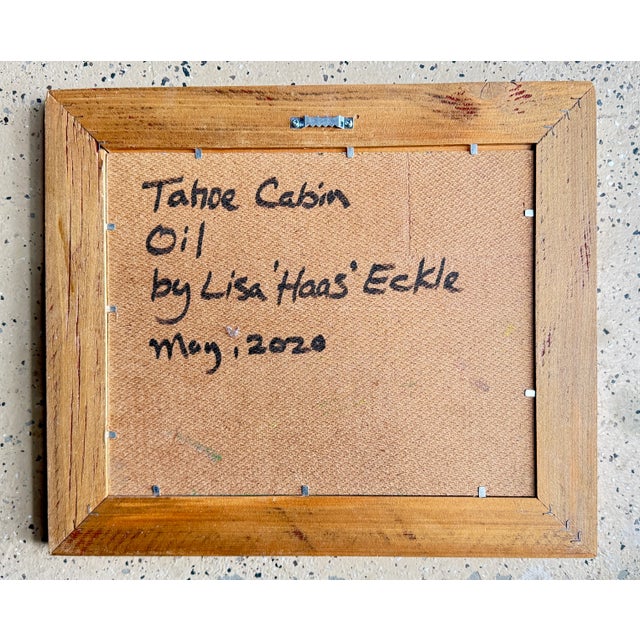 Tahoe Cabin
Oil
by Lisa 'Haas' Eckle
May, 2020